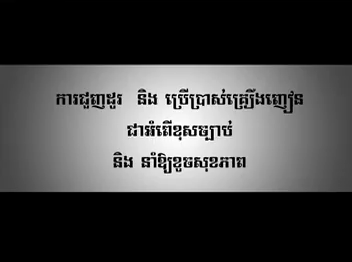 ការជួញដូរ និង ប្រើប្រាស់គ្រឿងញៀន
ជាអំពើខុសច្បាប់
និង នាំឱ្យខូចសុខភាព